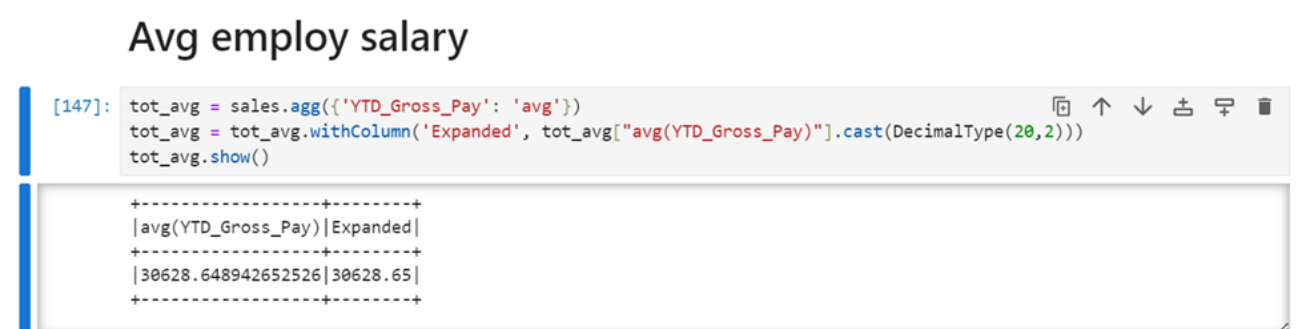 Avg employ salary
[147]: tot_avg = sales.agg({'YTD_Gross_Pay': 'avg'})
tot_avg = tot_avg.withColumn('Expanded', tot_avg["avg(YTD_Gross_Pay)"].cast(DecimalType(20,2)))
tot_avg.show()
+------------------+--------+
|avg(YTD_Gross_Pay)|Expanded|
+------------------+--------+
|30628.648942652526|30628.65|
+------------------+--------+